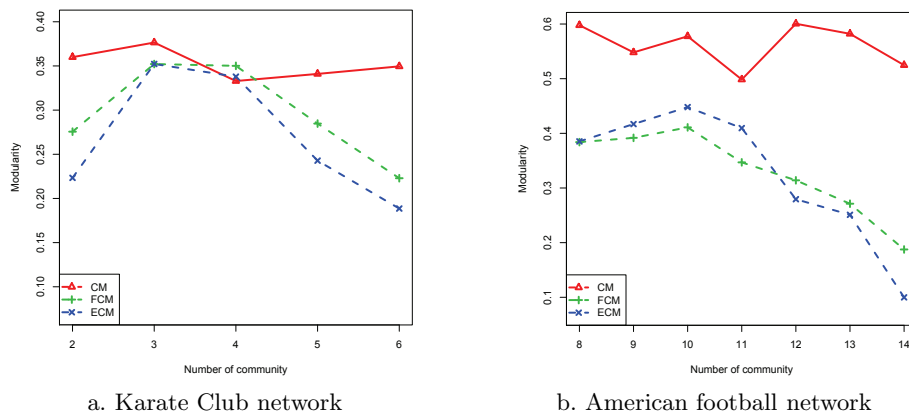 0.40
0.35
0.30
0.25
0.20
0.15
0.10
Modularity
CM
FCM
ECM
2 3 4 5 6
Number of community
a. Karate Club network
0.6
0.5
0.4
0.3
0.2
0.1
Modularity
CM
FCM
ECM
8 9 10 11 12 13 14
Number of community
b. American football network